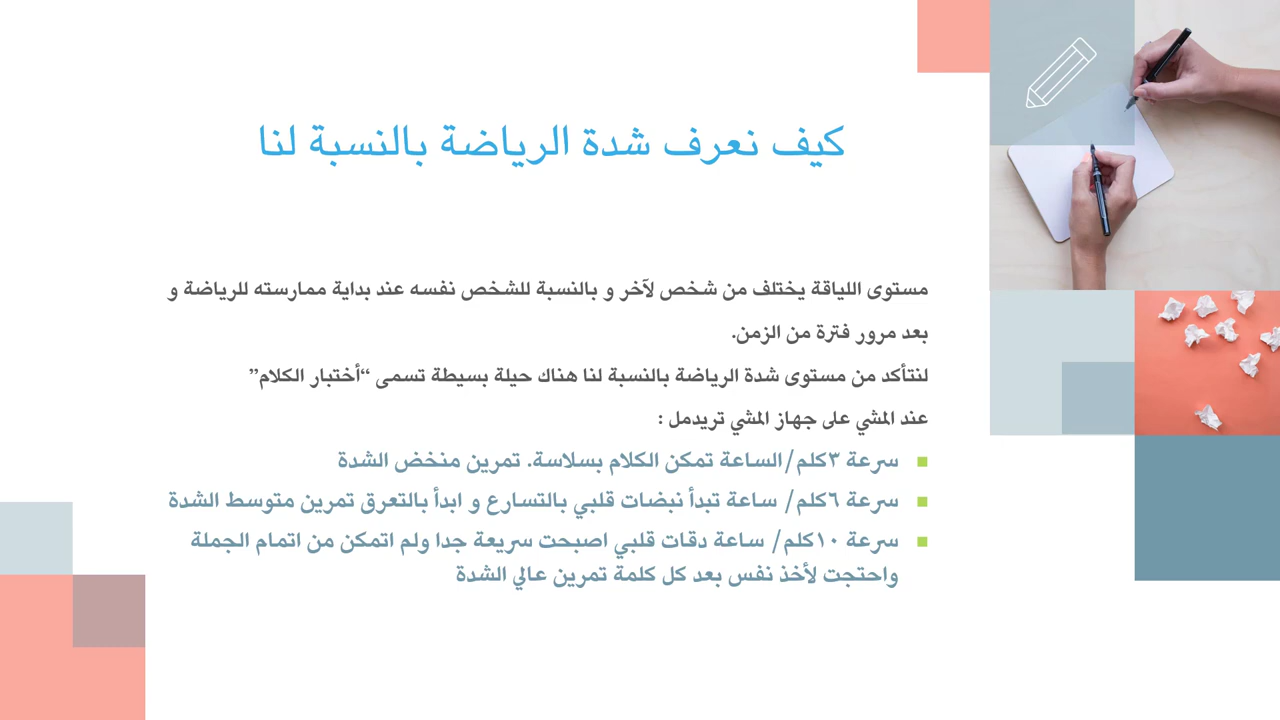 كيف نعرف شدة الرياضة بالنسبة لنا
مستوى اللياقة يختلف من شخص لآخر و بالنسبة للشخص نفسه عند بداية ممارسته للرياضة و
بعد مرور فترة من الزمن.
لنتأكد من مستوى شدة الرياضة بالنسبة لنا هناك حيلة بسيطة تسمى “أختبار الكلام”
عند المشي على جهاز المشي تريدمل :
سرعة ٣كلم/الساعة تمكن الكلام بسلاسة. تمرين منخض الشدة
سرعة ٦كلم/ ساعة تبدأ نبضات قلبي بالتسارع و ابدأ بالتعرق تمرين متوسط الشدة
سرعة ١٠كلم/ ساعة دقات قلبي اصبحت سريعة جدا ولم اتمكن من اتمام الجملة
واحتجت لأخذ نفس بعد كل كلمة تمرين عالي الشدة